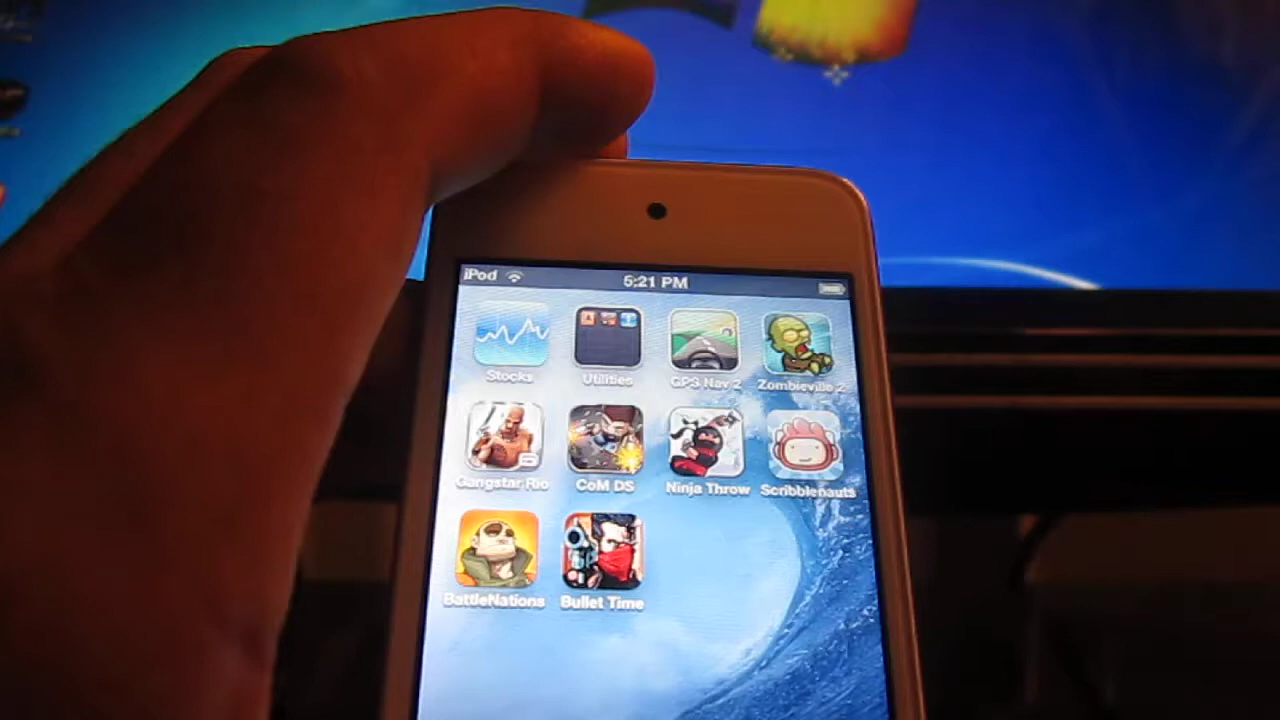 iPod 5:21 PM
Stocks Utilities GPS Nav 2 Zombieville 2
Gangstar Rio CoM DS Ninja Throw Scribblenauts
BattleNations Bullet Time